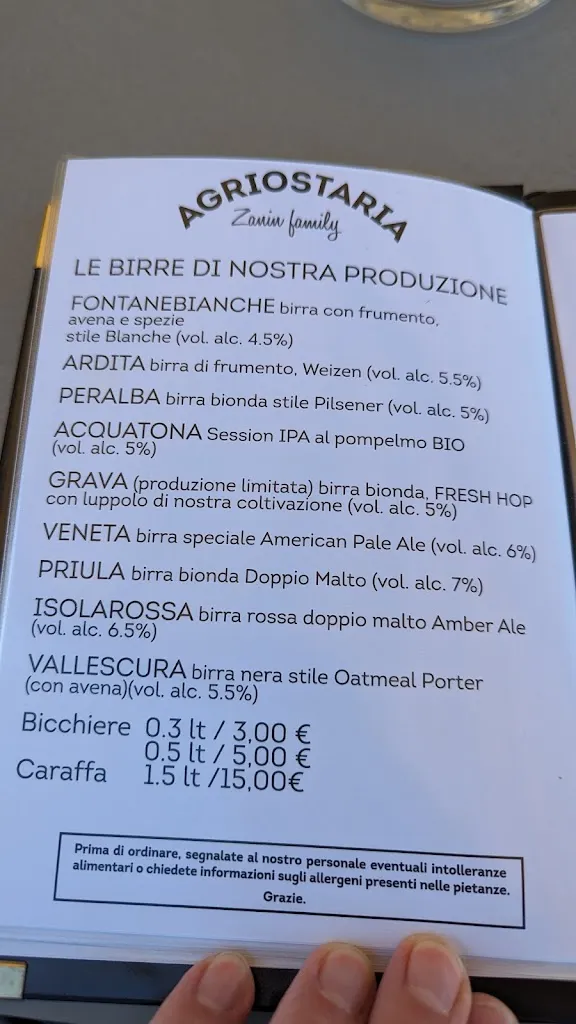 AGRIOSTARIA
Zanin family
LE BIRRE DI NOSTRA PRODUZIONE
FONTANEBIANCHE birra con frumento,
avena e spezie
stile Blanche (vol. alc. 4.5%)
ARDITA birra di frumento, Weizen (vol. alc. 5.5%)
PERALBA birra bionda stile Pilsener (vol. alc. 5%)
ACQUATONA Session IPA al pompelmo BIO
(vol. alc. 5%)
GRAVA (produzione limitata) birra bionda, FRESH HOP
con luppolo di nostra coltivazione (vol. alc. 5%)
VENETA birra speciale American Pale Ale (vol. alc. 6%)
PRIULA birra bionda Doppio Malto (vol. alc. 7%)
ISOLAROSSA birra rossa doppio malto Amber Ale
(vol. alc. 6.5%)
VALLESCURA birra nera stile Oatmeal Porter
(con avena)(vol. alc. 5.5%)
Bicchiere 0.3 lt / 3,00 €
0.5 lt / 5,00 €
Caraffa 1.5 lt /15,00€
Prima di ordinare, segnalate al nostro personale eventuali intolleranze
alimentari o chiedete informazioni sugli allergeni presenti nelle pietanze.
Grazie.